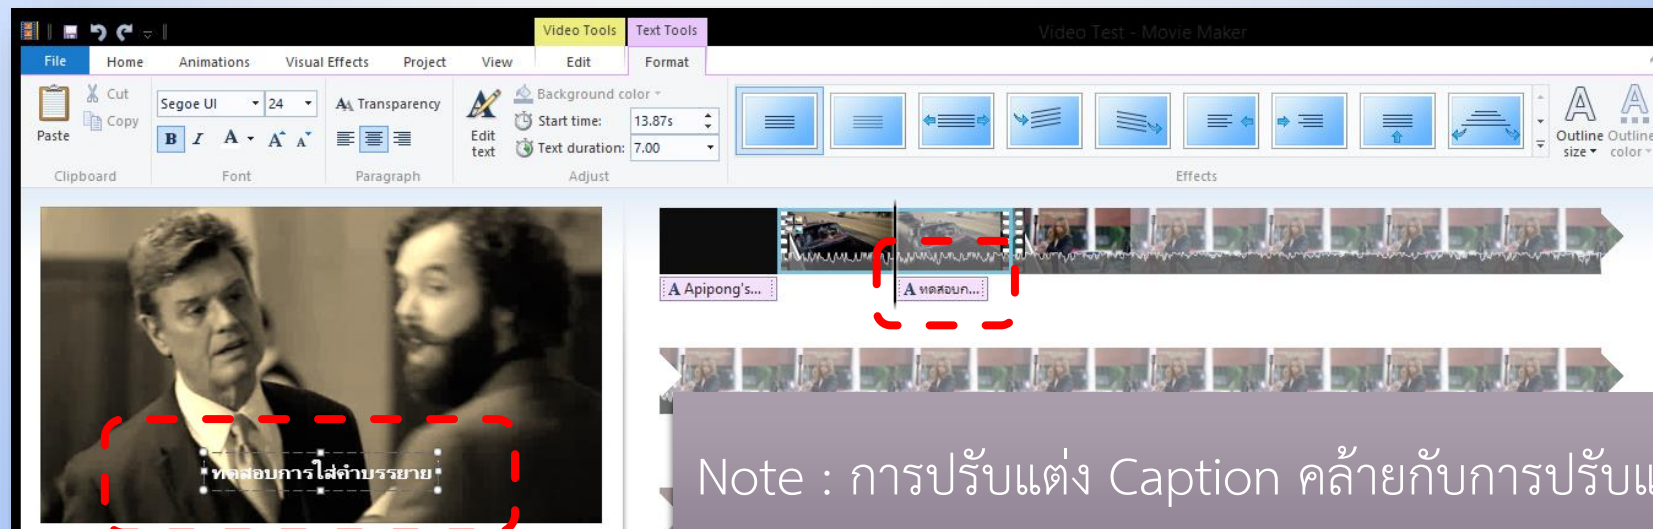 Video Tools Text Tools Video Test - Movie Maker
File Home Animations Visual Effects Project View Edit Format
Paste Cut Copy
Clipboard
Segoe UI 24
B I A A A
Font
AA Transparency
Paragraph
Edit text
Background color
Start time: 13.87s
Text duration: 7.00
Adjust
Effects
Outline size
Outline color
A Apipong's...
A ทดสอบก...
ทดสอบการใส่คำบรรยาย
Note : การปรับแต่ง Caption คล้ายกับการปรับแ